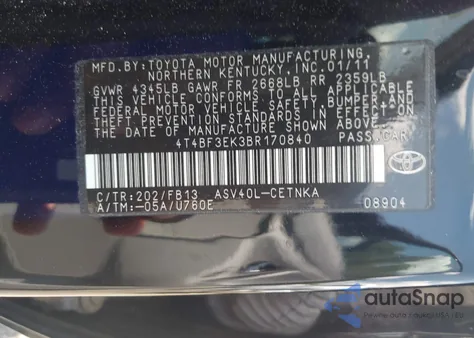 MFD.BY: TOYOTA MOTOR MANUFACTURING,
NORTHERN KENTUCKY, INC. 01/11
GVWR 4345LB GAWR FR 2668LB RR 2359LB
THIS VEHICLE CONFORMS TO ALL APPLICABLE
FEDERAL MOTOR VEHICLE SAFETY, BUMPER, AND
THEFT PREVENTION STANDARDS IN EFFECT ON
THE DATE OF MANUFACTURE SHOWN ABOVE.
4T4BF3EK3BR170840 PASS. CAR
C/TR:202/FB13 ASV40L-CETNKA
A/TM:-05A/U760E
TOYOTA
08904
autoSnap